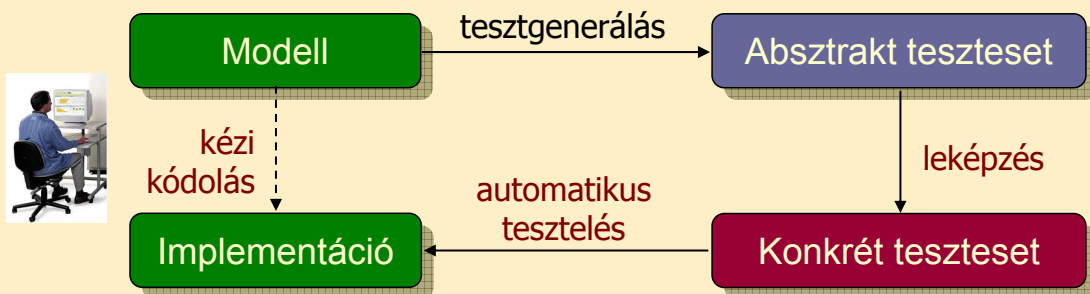 Modell
tesztgenerálás
Absztrakt teszteset
kézi
kódolás
leképzés
automatikus
tesztelés
Implementáció
Konkrét teszteset